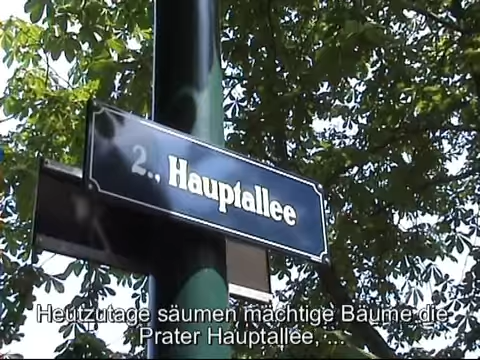 2., Hauptallee
Heutzutage säumen mächtige Bäume die
Prater Hauptallee, ...